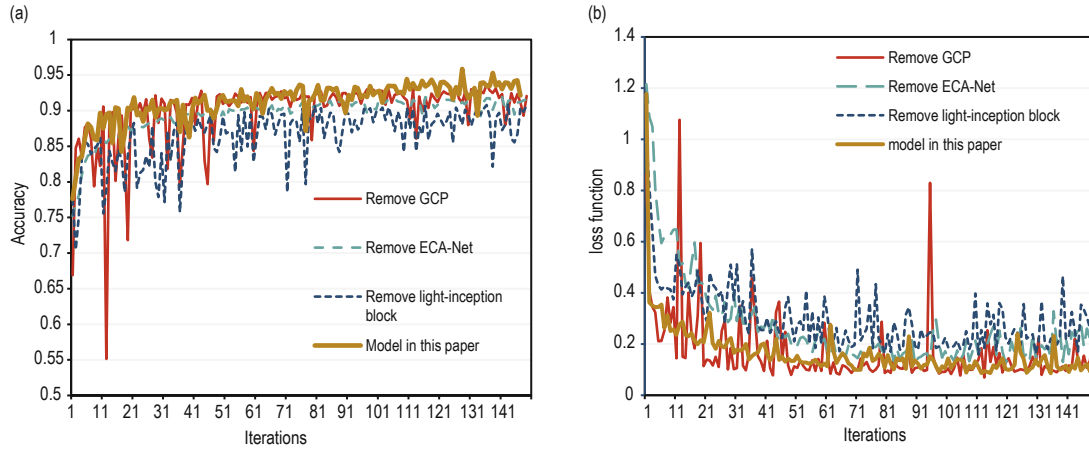 (a)
1
0.95
0.9
0.85
0.8
0.75
0.7
0.65
0.6
0.55
0.5
Accuracy
Remove GCP
Remove ECA-Net
Remove light-inception
block
Model in this paper
1 11 21 31 41 51 61 71 81 91 101 121 131 141
Iterations
(b)
1.4
1.2
1
0.8
0.6
0.4
0.2
0
loss function
Remove GCP
Remove ECA-Net
Remove light-inception block
model in this paper
1 11 21 31 41 51 61 71 81 91 101 111 121 131 141
Iterations